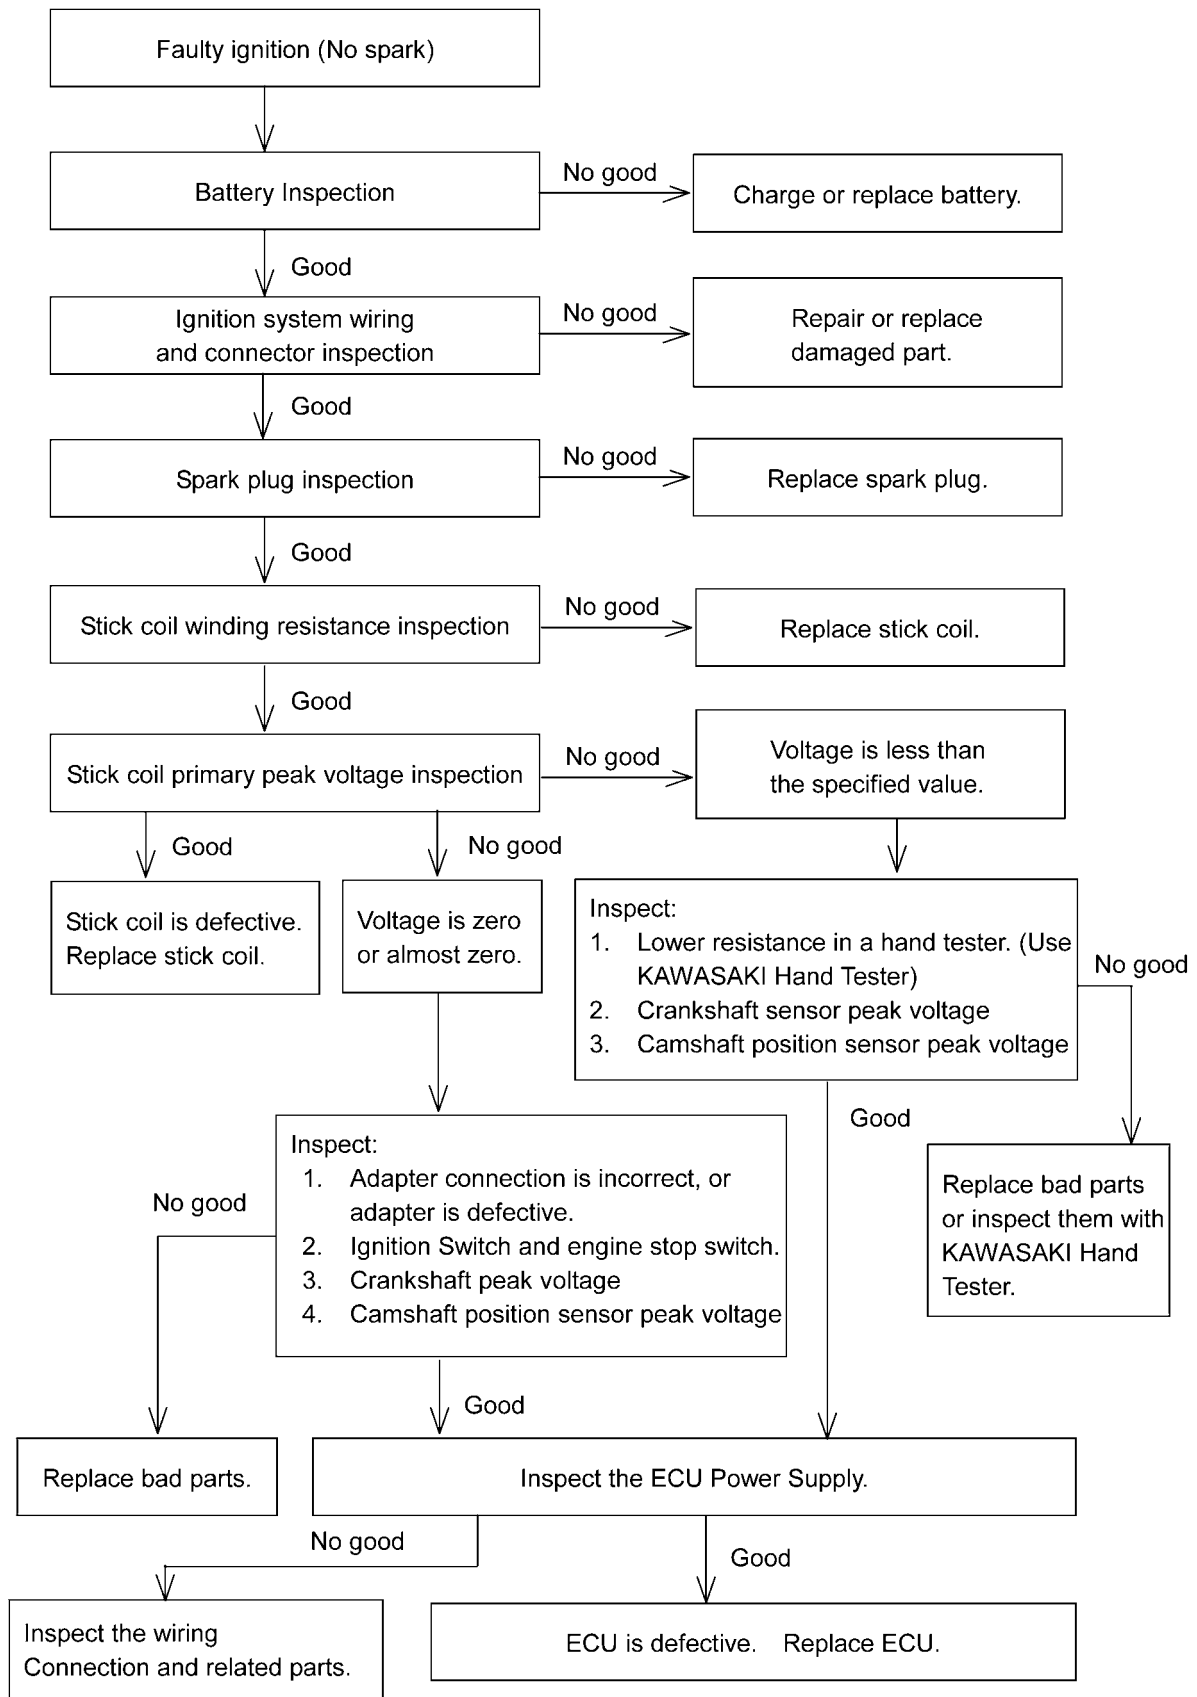 Faulty ignition (No spark)
Battery Inspection
No good
Charge or replace battery.
Good
Ignition system wiring
and connector inspection
No good
Repair or replace
damaged part.
Good
Spark plug inspection
No good
Replace spark plug.
Good
Stick coil winding resistance inspection
No good
Replace stick coil.
Good
Stick coil primary peak voltage inspection
No good
Voltage is less than
the specified value.
Good
No good
Stick coil is defective.
Replace stick coil.
Voltage is zero
or almost zero.
Inspect:
1. Lower resistance in a hand tester. (Use
KAWASAKI Hand Tester)
2. Crankshaft sensor peak voltage
3. Camshaft position sensor peak voltage
No good
Good
Replace bad parts
or inspect them with
KAWASAKI Hand
Tester.
Inspect:
1. Adapter connection is incorrect, or
adapter is defective.
2. Ignition Switch and engine stop switch.
3. Crankshaft peak voltage
4. Camshaft position sensor peak voltage
No good
Good
Replace bad parts.
Inspect the ECU Power Supply.
No good
Good
Inspect the wiring
Connection and related parts.
ECU is defective. Replace ECU.